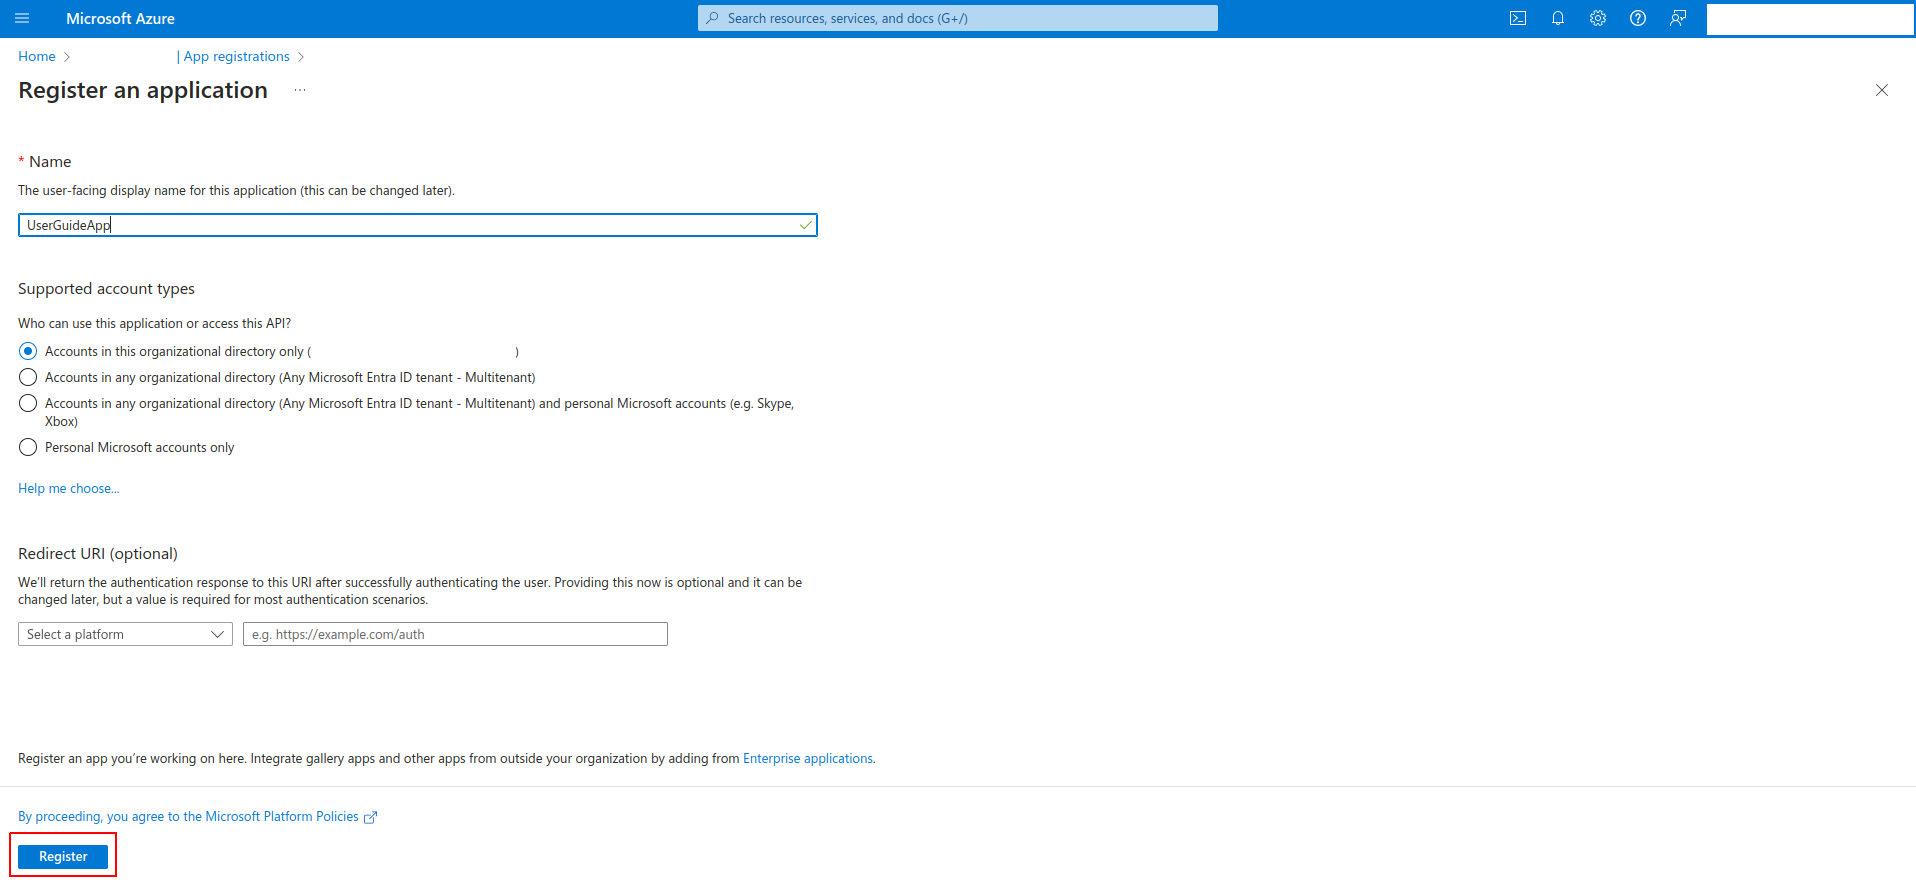 Microsoft Azure
Search resources, services, and docs (G+/)
Home > | App registrations >
Register an application ...
* Name
The user-facing display name for this application (this can be changed later).
UserGuideApp
Supported account types
Who can use this application or access this API?
Accounts in this organizational directory only ( )
Accounts in any organizational directory (Any Microsoft Entra ID tenant - Multitenant)
Accounts in any organizational directory (Any Microsoft Entra ID tenant - Multitenant) and personal Microsoft accounts (e.g. Skype,
Xbox)
Personal Microsoft accounts only
Help me choose...
Redirect URI (optional)
We'll return the authentication response to this URI after successfully authenticating the user. Providing this now is optional and it can be
changed later, but a value is required for most authentication scenarios.
Select a platform
e.g. https://example.com/auth
Register an app you're working on here. Integrate gallery apps and other apps from outside your organization by adding from Enterprise applications.
By proceeding, you agree to the Microsoft Platform Policies
Register